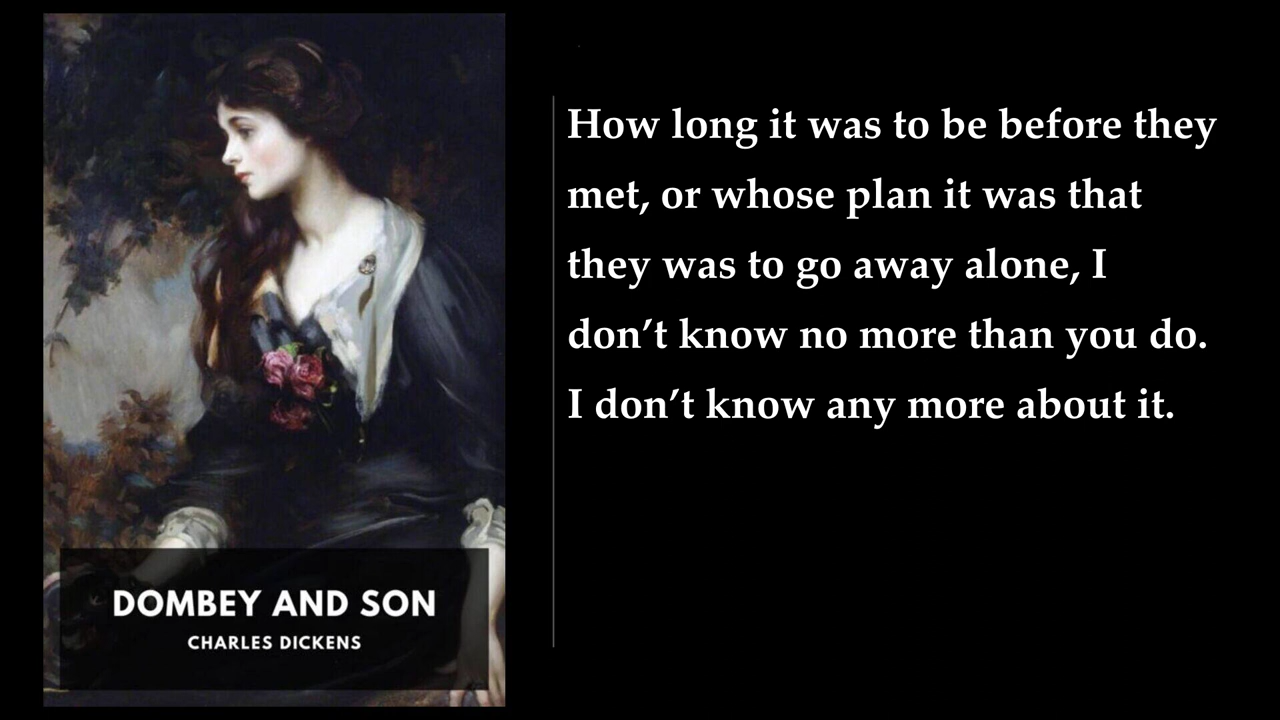 DOMBEY AND SON
CHARLES DICKENS
How long it was to be before they
met, or whose plan it was that
they was to go away alone, I
don’t know no more than you do.
I don’t know any more about it.